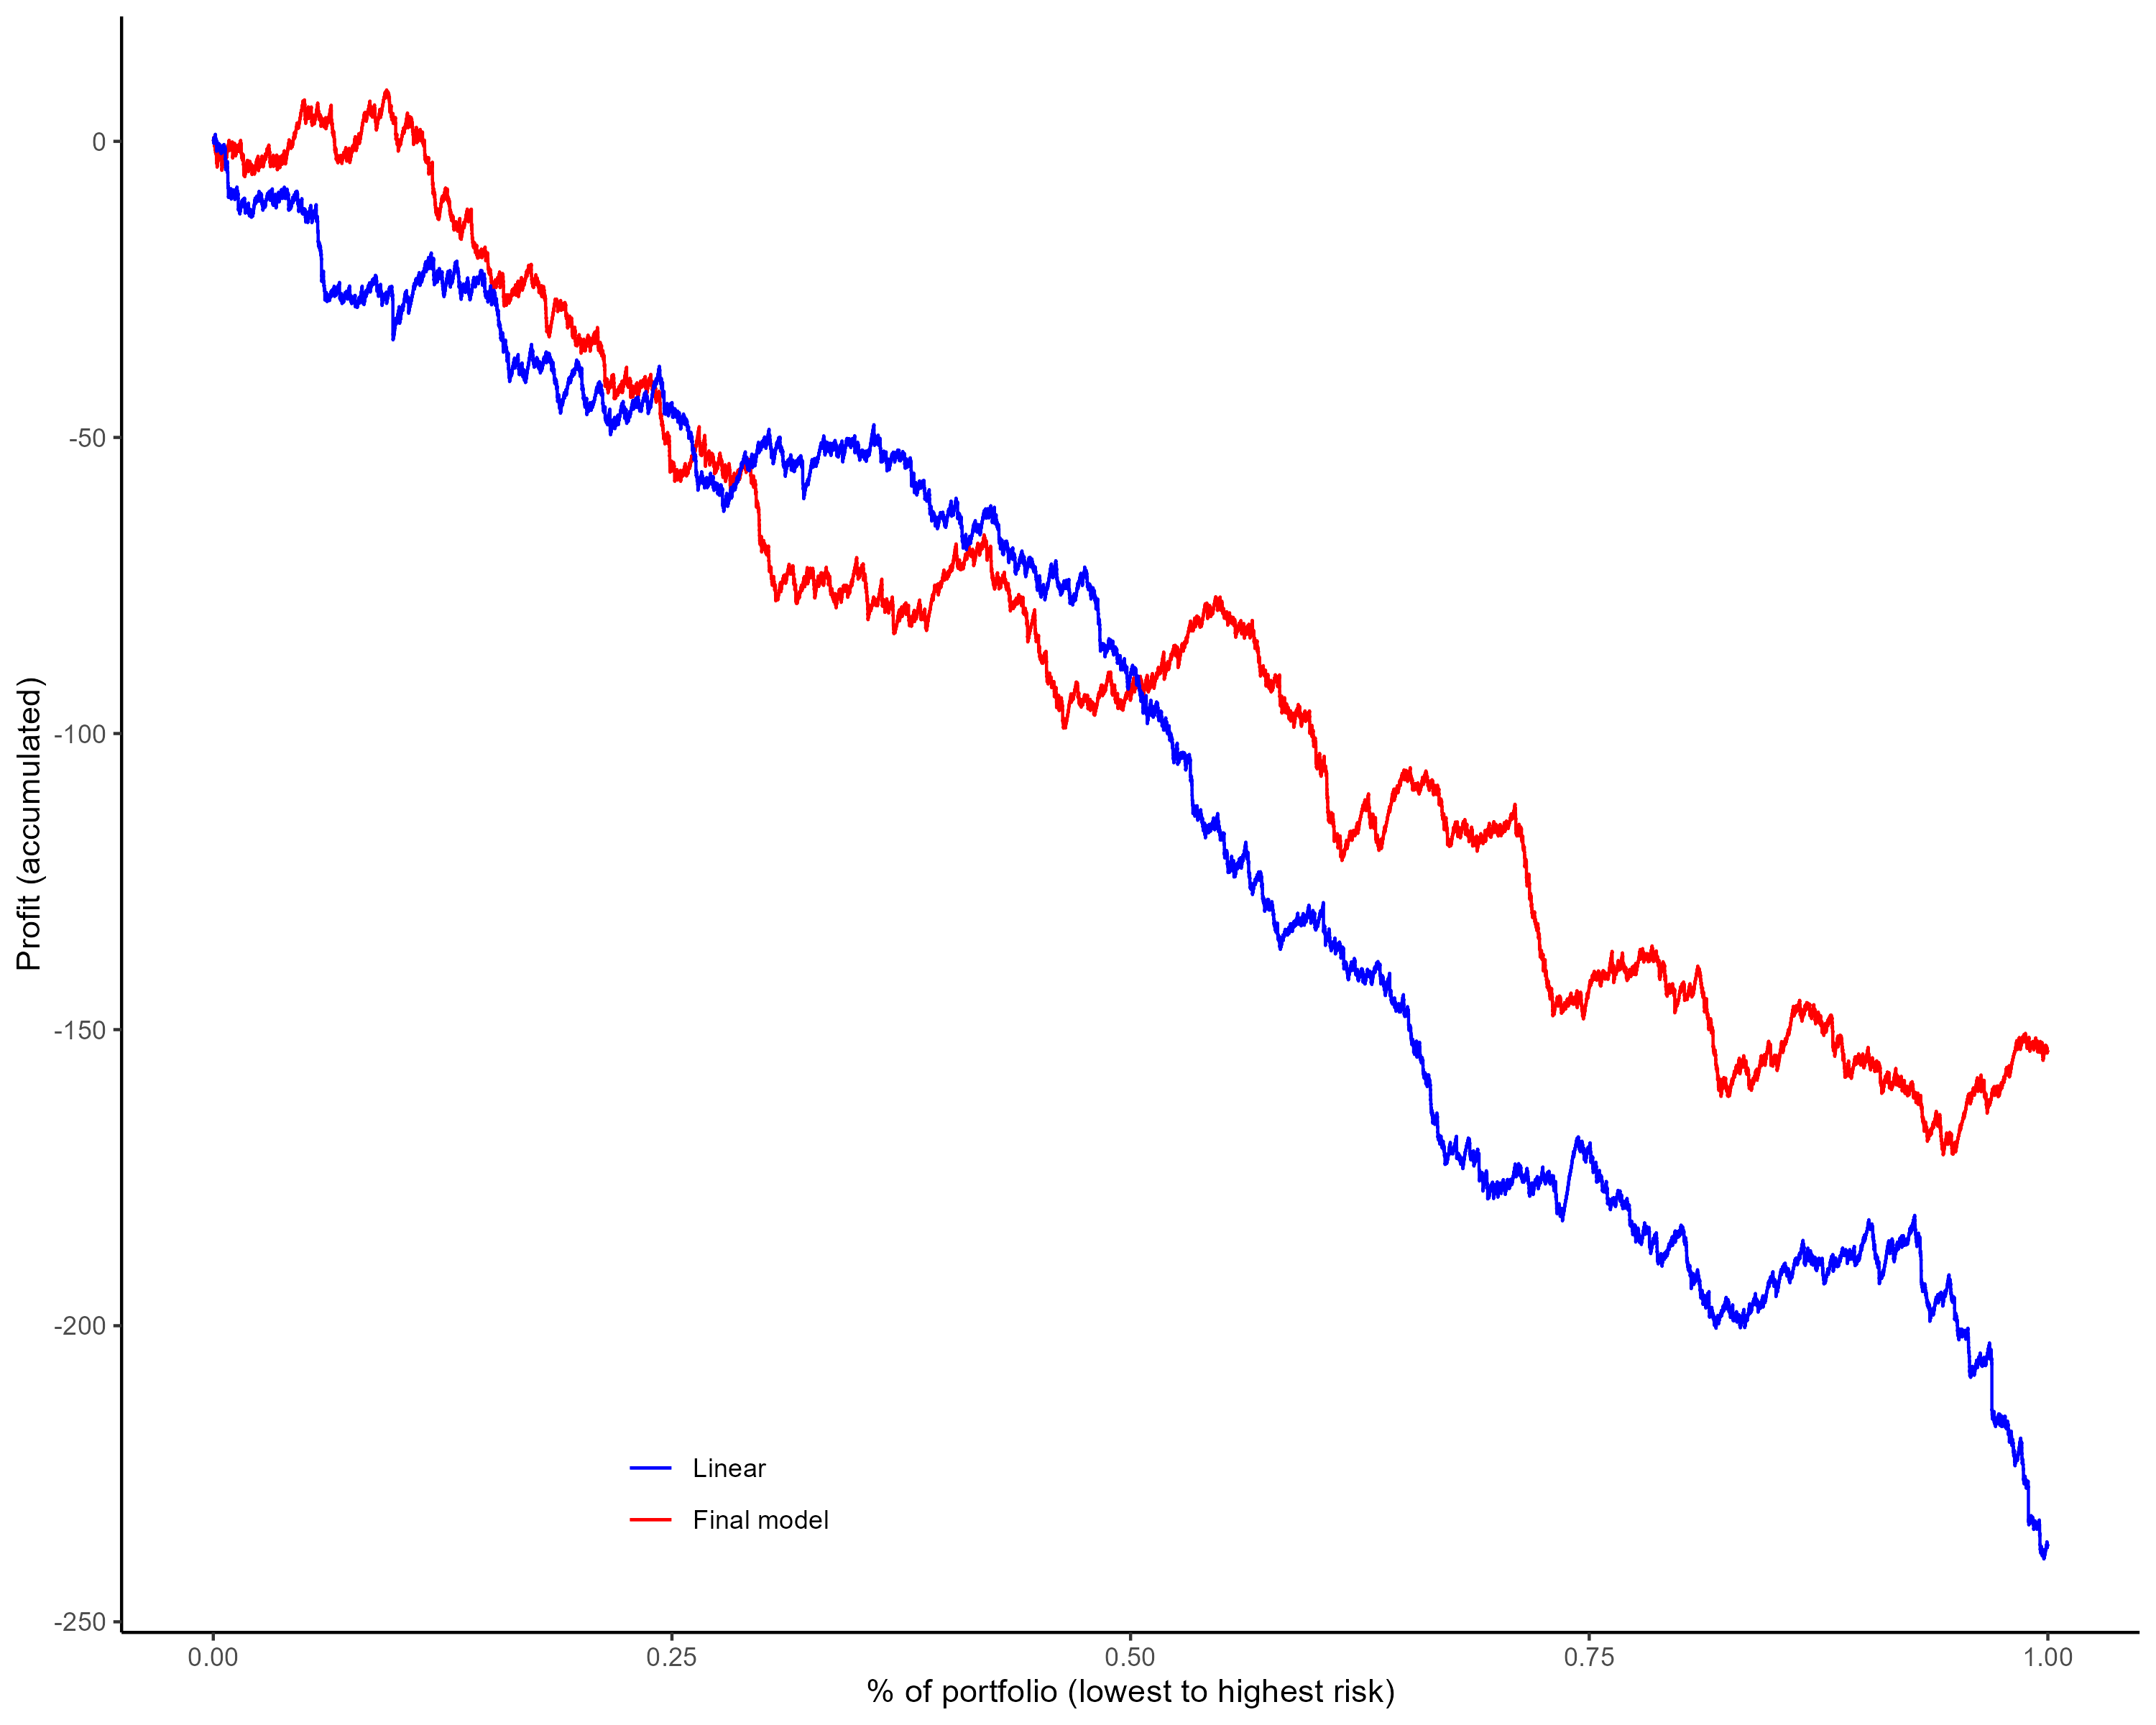 0
-50
-100
-150
-200
-250
Profit (accumulated)
Linear
Final model
0.00 0.25 0.50 0.75 1.00
% of portfolio (lowest to highest risk)